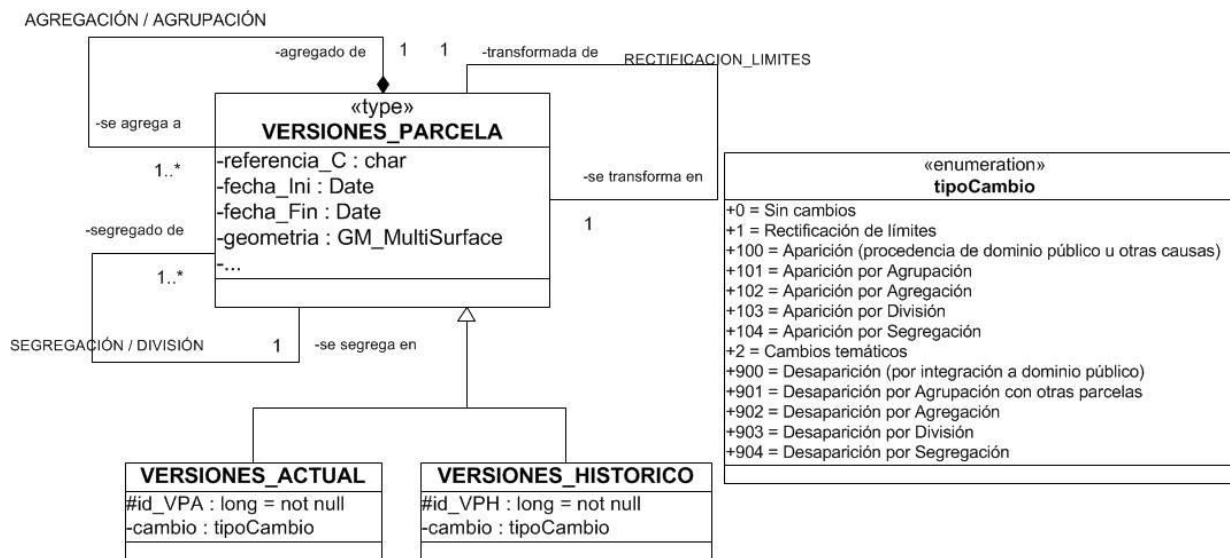 AGREGACIÓN / AGRUPACIÓN
-agregado de
1
1
-transformada de
RECTIFICACION_LIMITES
«type»
VERSIONES_PARCELA
-se agrega a
1..*
-referencia_C : char
-fecha_Ini : Date
-fecha_Fin : Date
-geometria : GM_MultiSurface
-...
-se transforma en
1
-segregado de
1..*
SEGREGACIÓN / DIVISIÓN
1
-se segrega en
«enumeration»
tipoCambio
+0 = Sin cambios
+1 = Rectificación de límites
+100 = Aparición (procedencia de dominio público u otras causas)
+101 = Aparición por Agrupación
+102 = Aparición por Agregación
+103 = Aparición por División
+104 = Aparición por Segregación
+2 = Cambios temáticos
+900 = Desaparición (por integración a dominio público)
+901 = Desaparición por Agrupación con otras parcelas
+902 = Desaparición por Agregación
+903 = Desaparición por División
+904 = Desaparición por Segregación
VERSIONES_ACTUAL
#id_VPA : long = not null
-cambio : tipoCambio
VERSIONES_HISTORICO
#id_VPH : long = not null
-cambio : tipoCambio